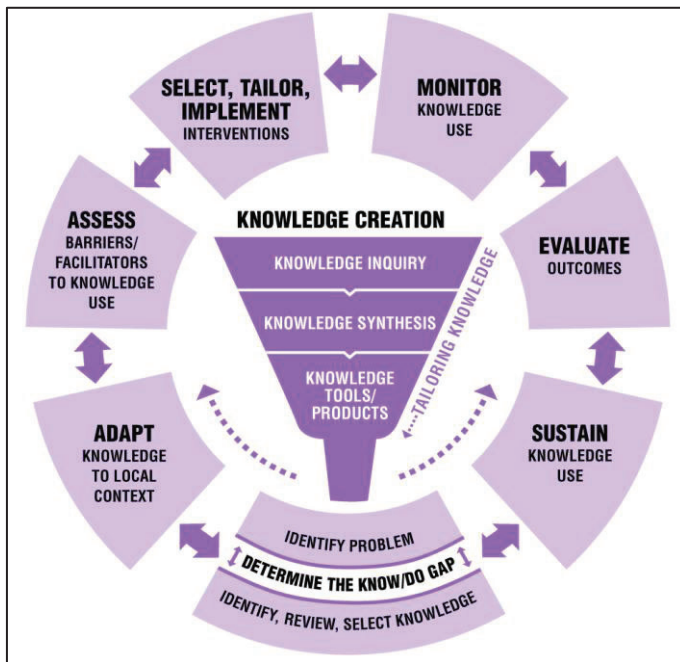 SELECT, TAILOR,
IMPLEMENT
INTERVENTIONS
MONITOR
KNOWLEDGE
USE
ASSESS
BARRIERS/
FACILITATORS
TO KNOWLEDGE
USE
KNOWLEDGE CREATION
KNOWLEDGE INQUIRY
KNOWLEDGE SYNTHESIS
KNOWLEDGE
TOOLS/
PRODUCTS
TAILORING KNOWLEDGE
EVALUATE
OUTCOMES
ADAPT
KNOWLEDGE
TO LOCAL
CONTEXT
SUSTAIN
KNOWLEDGE
USE
IDENTIFY PROBLEM
DETERMINE THE KNOW/DO GAP
IDENTIFY, REVIEW, SELECT KNOWLEDGE